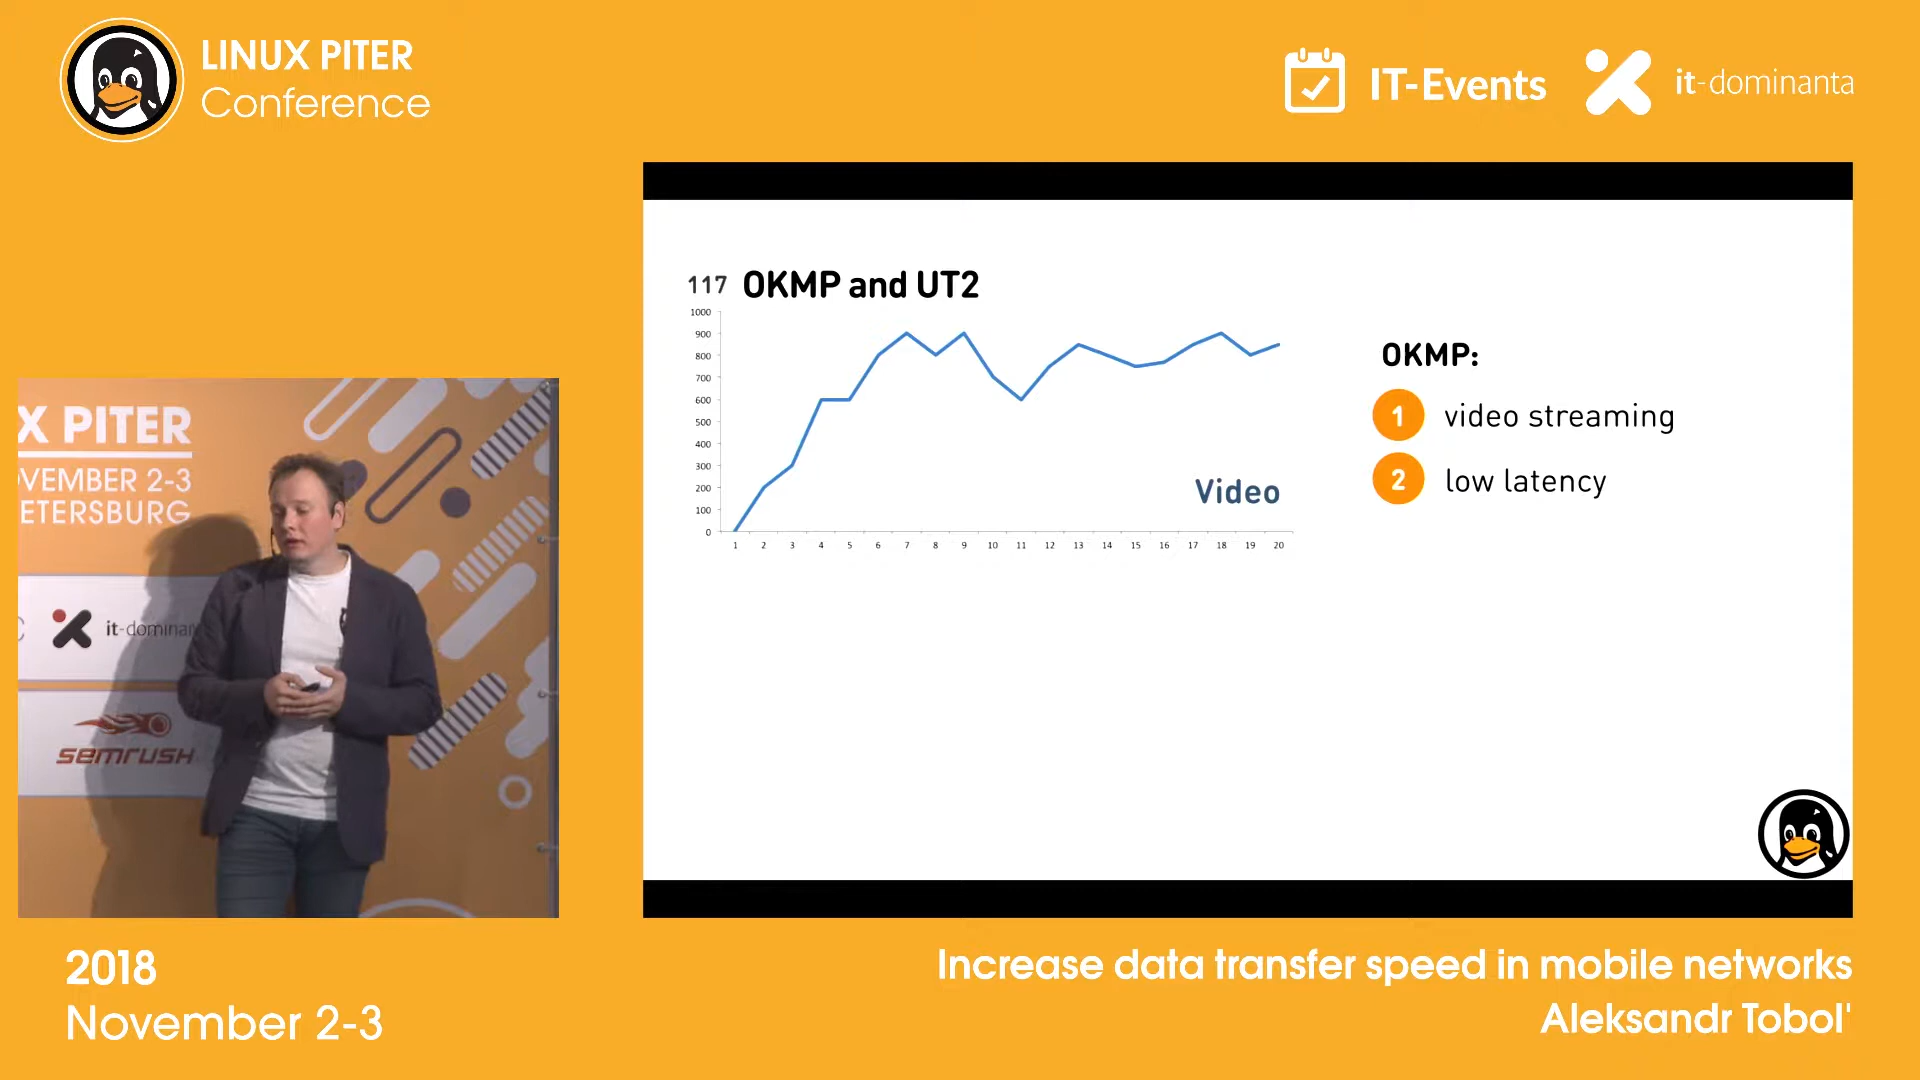 LINUX PITER
Conference
IT-Events
it-dominanta
117 OKMP and UT2
1000
900
800
700
600
500
400
300
200
100
0
1 2 3 4 5 6 7 8 9 10 11 12 13 14 15 16 17 18 19 20
Video
OKMP:
1 video streaming
2 low latency
X PITER
VEMBER 2-3
ETERSBURG
it-dominan
semrush
2018
November 2-3
Increase data transfer speed in mobile networks
Aleksandr Tobol'